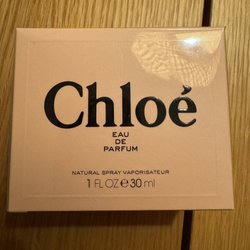 Chloé
EAU
DE
PARFUM
NATURAL SPRAY VAPORISATEUR
1 FL OZ e 30 ml